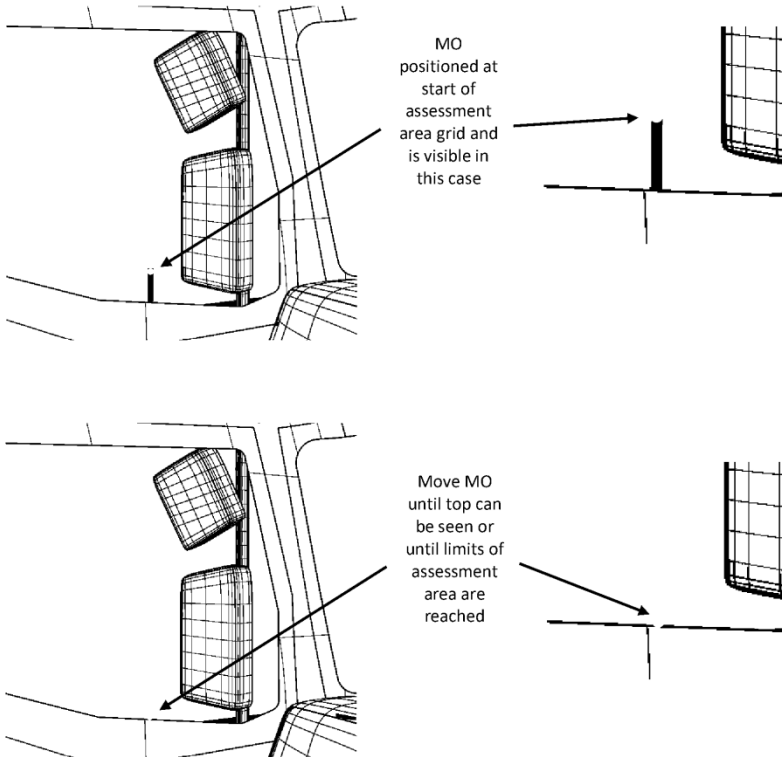 MO
positioned at
start of
assessment
area grid and
is visible in
this case
Move MO
until top can
be seen or
until limits of
assessment
area are
reached